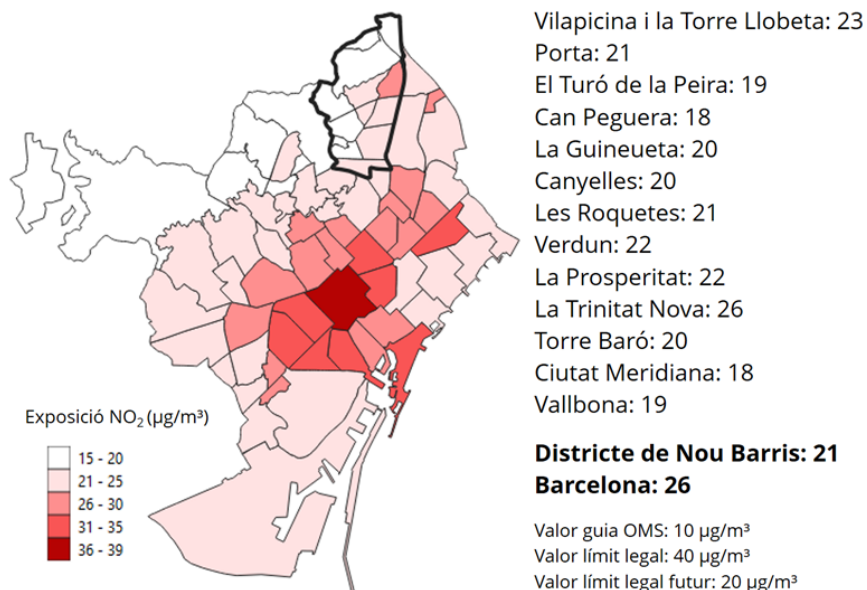 Vilapicina i la Torre Llobeta: 23
Porta: 21
El Turó de la Peira: 19
Can Peguera: 18
La Guineueta: 20
Canyelles: 20
Les Roquetes: 21
Verdun: 22
La Prosperitat: 22
La Trinitat Nova: 26
Torre Baró: 20
Ciutat Meridiana: 18
Vallbona: 19
Districte de Nou Barris: 21
Barcelona: 26
Valor guia OMS: 10 µg/m³
Valor límit legal: 40 µg/m³
Valor límit legal futur: 20 µg/m³
Exposició NO₂ (µg/m³)
15 - 20
21 - 25
26 - 30
31 - 35
36 - 39